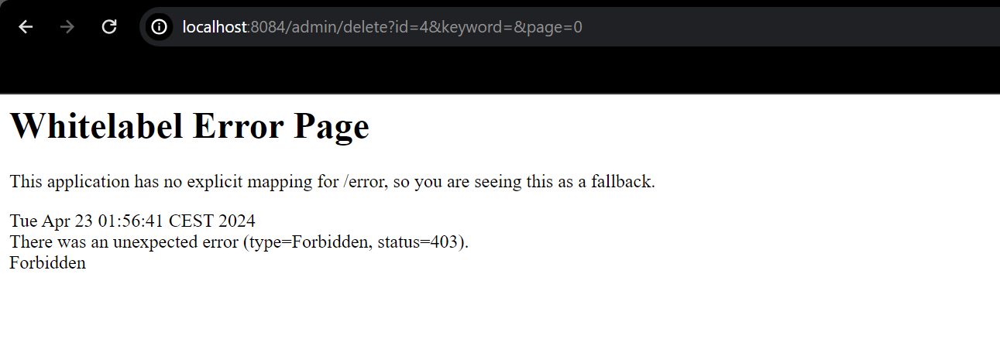 localhost:8084/admin/delete?id=4&keyword=&page=0
Whitelabel Error Page
This application has no explicit mapping for /error, so you are seeing this as a fallback.
Tue Apr 23 01:56:41 CEST 2024
There was an unexpected error (type=Forbidden, status=403).
Forbidden